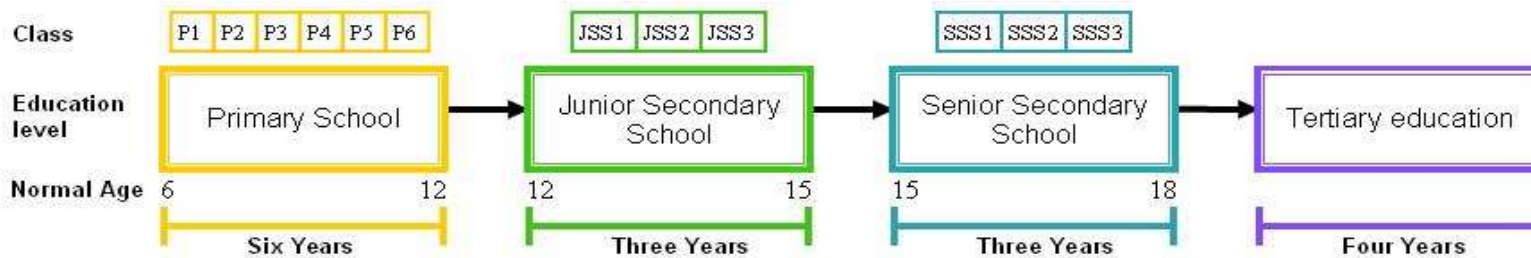 Class P1 P2 P3 P4 P5 P6 JSS1 JSS2 JSS3 SSS1 SSS2 SSS3
Education
level
Primary School
Junior Secondary
School
Senior Secondary
School
Tertiary education
Normal Age 6 12 12 15 15 18
Six Years Three Years Three Years Four Years